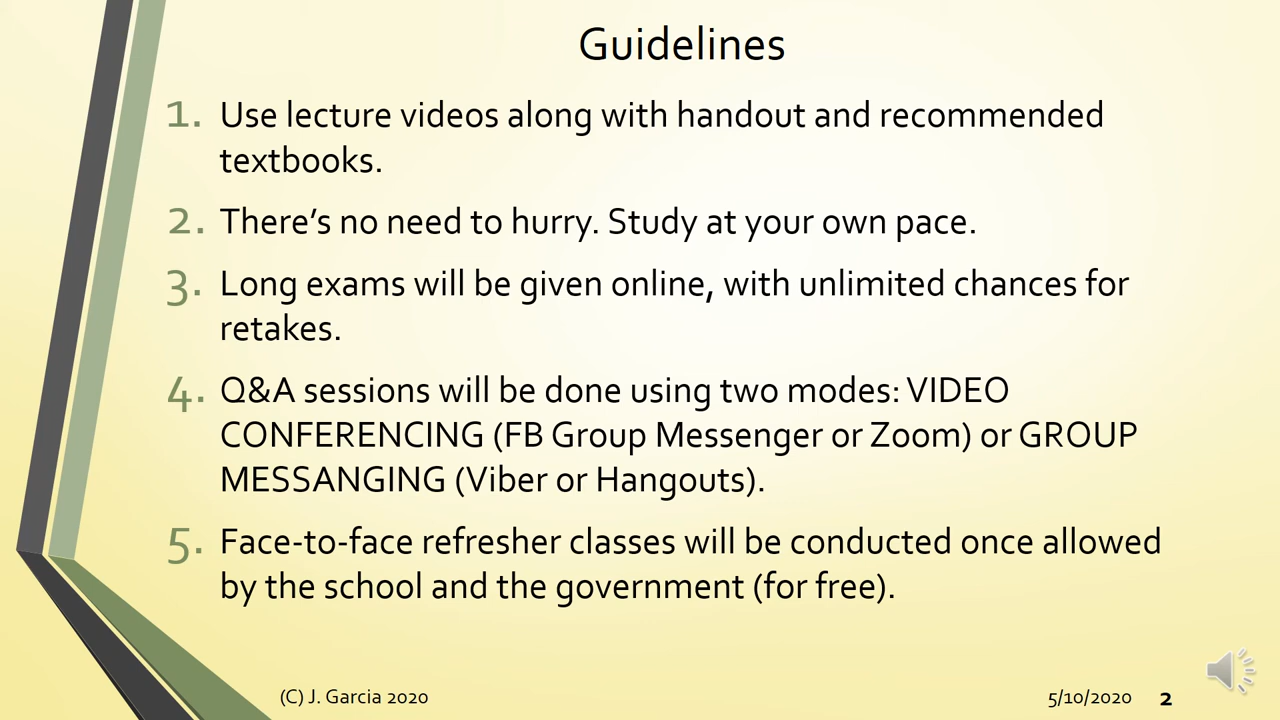 Guidelines
1. Use lecture videos along with handout and recommended
textbooks.
2. There’s no need to hurry. Study at your own pace.
3. Long exams will be given online, with unlimited chances for
retakes.
4. Q&A sessions will be done using two modes: VIDEO
CONFERENCING (FB Group Messenger or Zoom) or GROUP
MESSANGING (Viber or Hangouts).
5. Face-to-face refresher classes will be conducted once allowed
by the school and the government (for free).
(C) J. Garcia 2020 5/10/2020 2